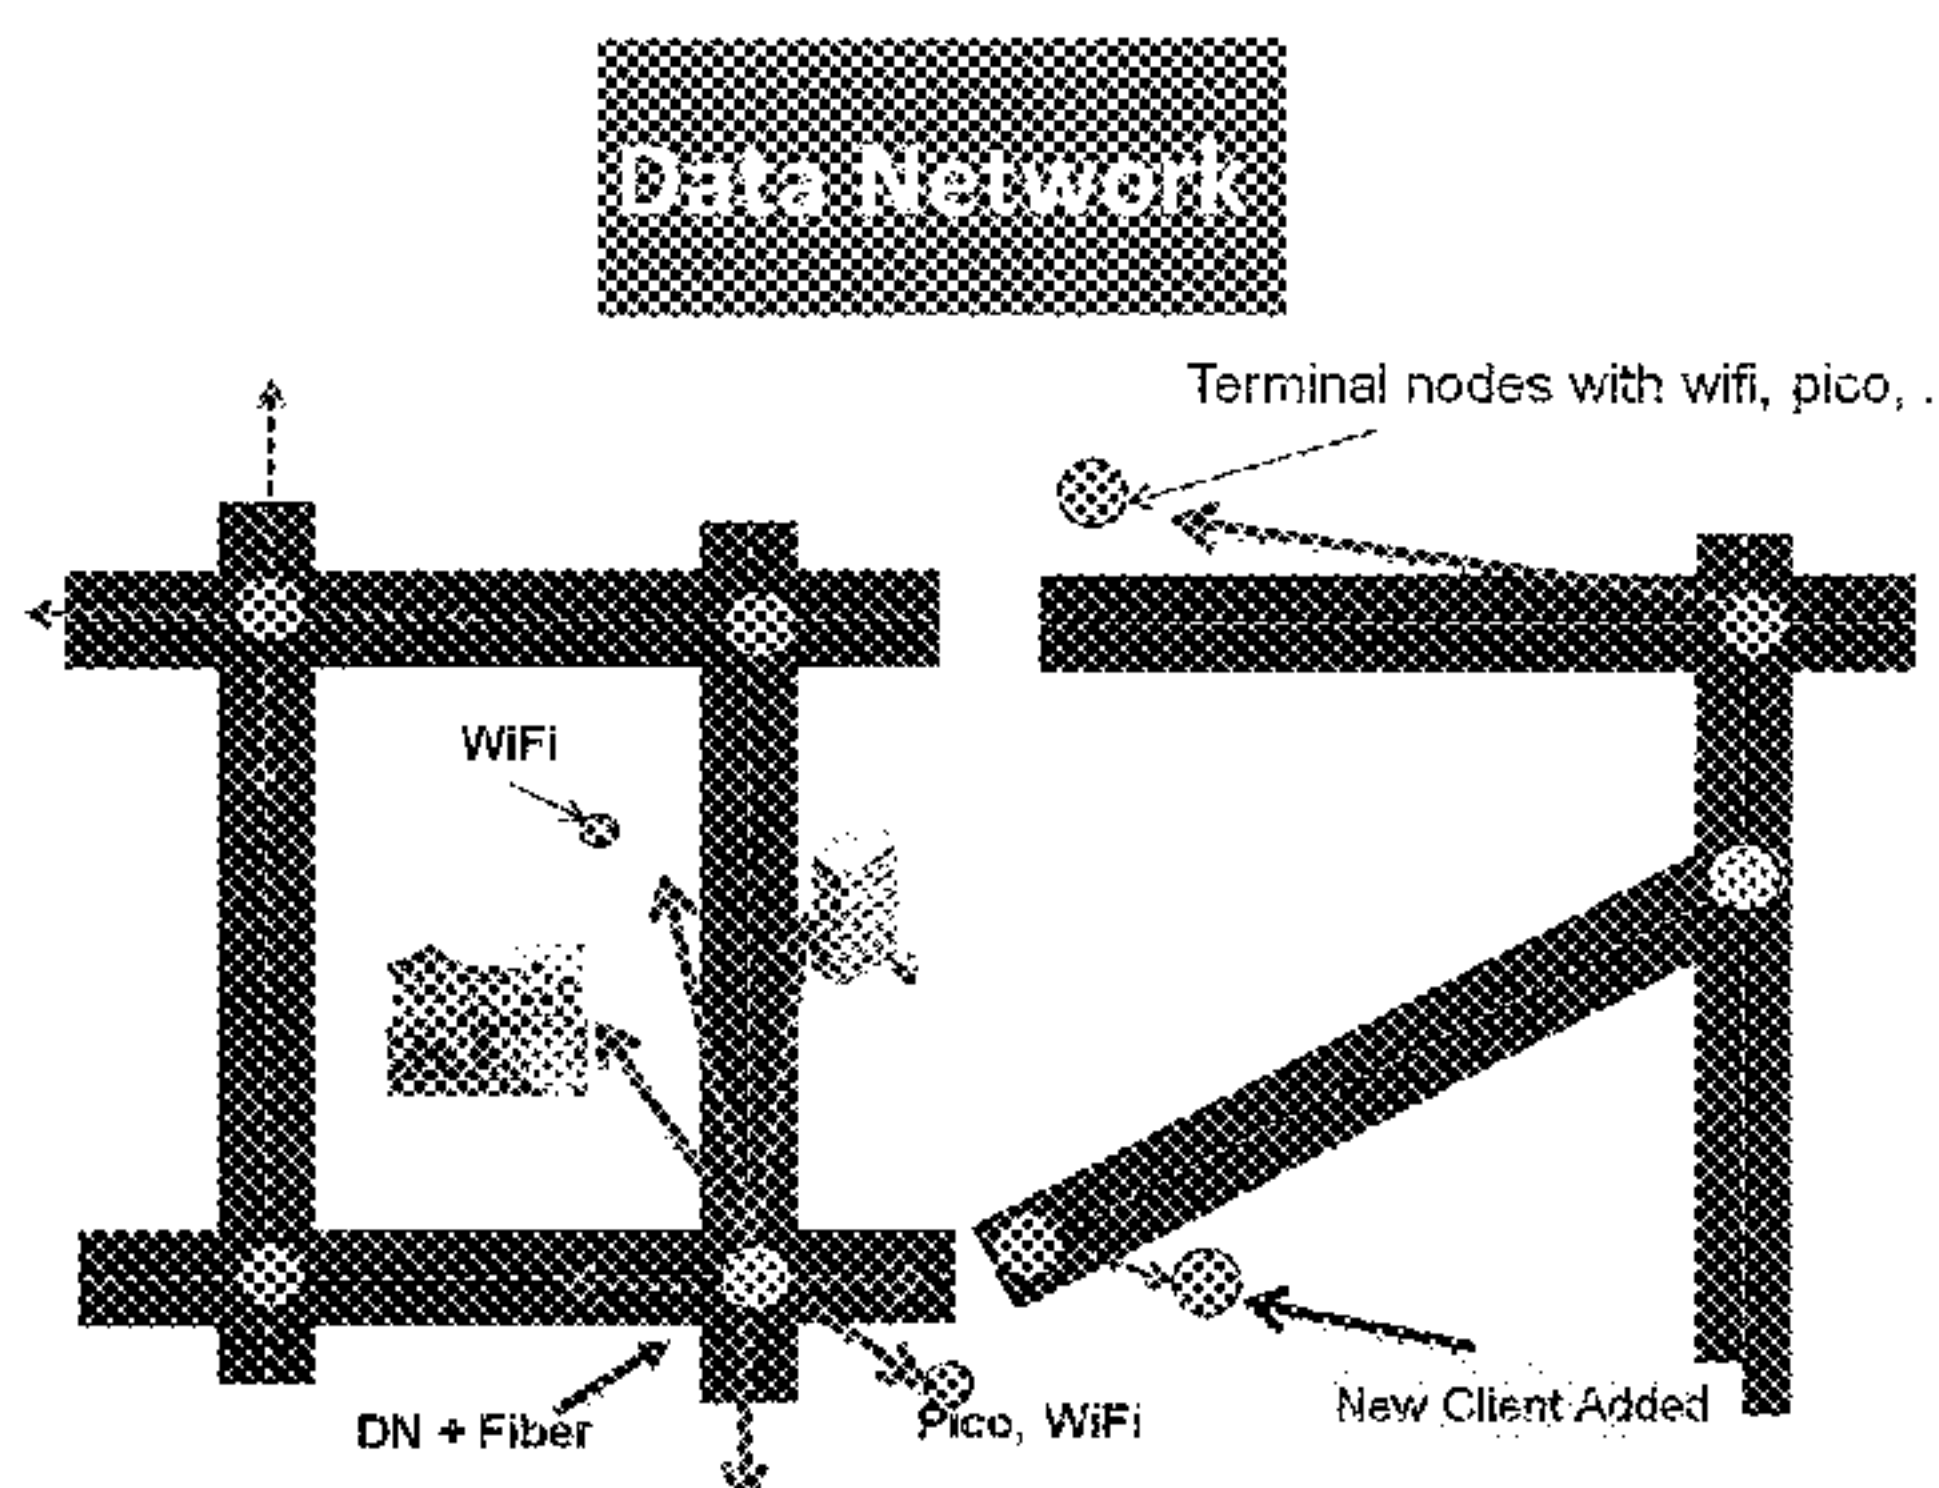 Data Network
Terminal nodes with wifi, pico, .
WiFi
DN + Fiber
Pico, WiFi
New Client Added